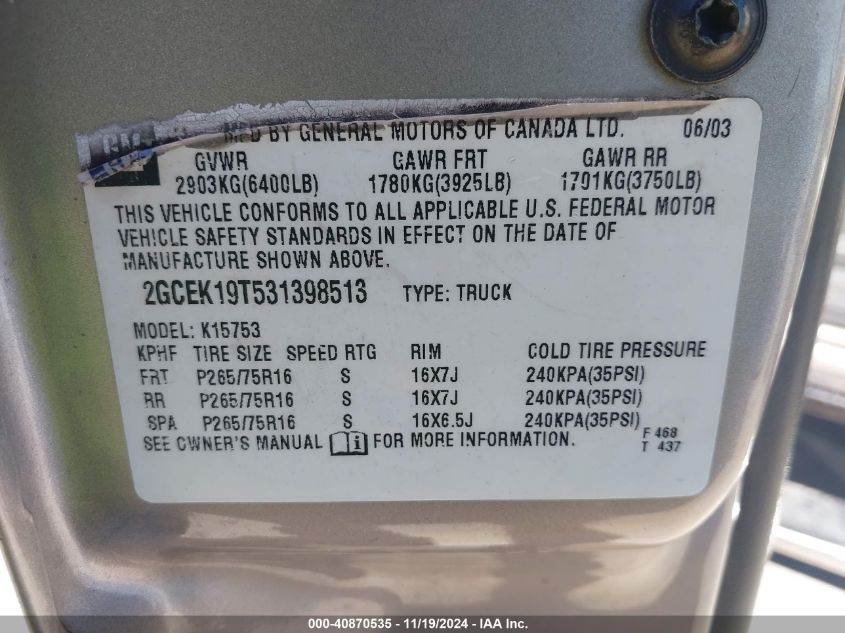 GM MFD BY GENERAL MOTORS OF CANADA LTD. 06/03
GVWR GAWR FRT GAWR RR
2903KG(6400LB) 1780KG(3925LB) 1701KG(3750LB)
THIS VEHICLE CONFORMS TO ALL APPLICABLE U.S. FEDERAL MOTOR
VEHICLE SAFETY STANDARDS IN EFFECT ON THE DATE OF
MANUFACTURE SHOWN ABOVE.
2GCEK19T531398513 TYPE: TRUCK
MODEL: K15753
KPHF TIRE SIZE SPEED RTG RIM COLD TIRE PRESSURE
FRT P265/75R16 S 16X7J 240KPA(35PSI)
RR P265/75R16 S 16X7J 240KPA(35PSI)
SPA P265/75R16 S 16X6.5J 240KPA(35PSI)
SEE OWNER'S MANUAL i FOR MORE INFORMATION. F 468
T 437
000-40870535 - 11/19/2024 - IAA Inc.